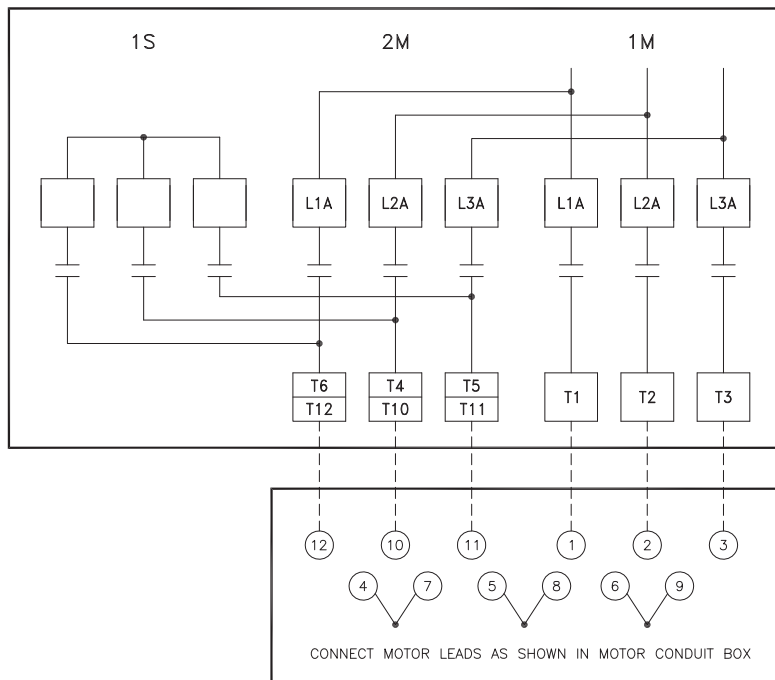 1S 2M 1M
L1A L2A L3A L1A L2A L3A
T6 T4 T5
T1 T2 T3
T12 T10 T11
12 10 11 1 2 3
4 7 5 8 6 9
CONNECT MOTOR LEADS AS SHOWN IN MOTOR CONDUIT BOX